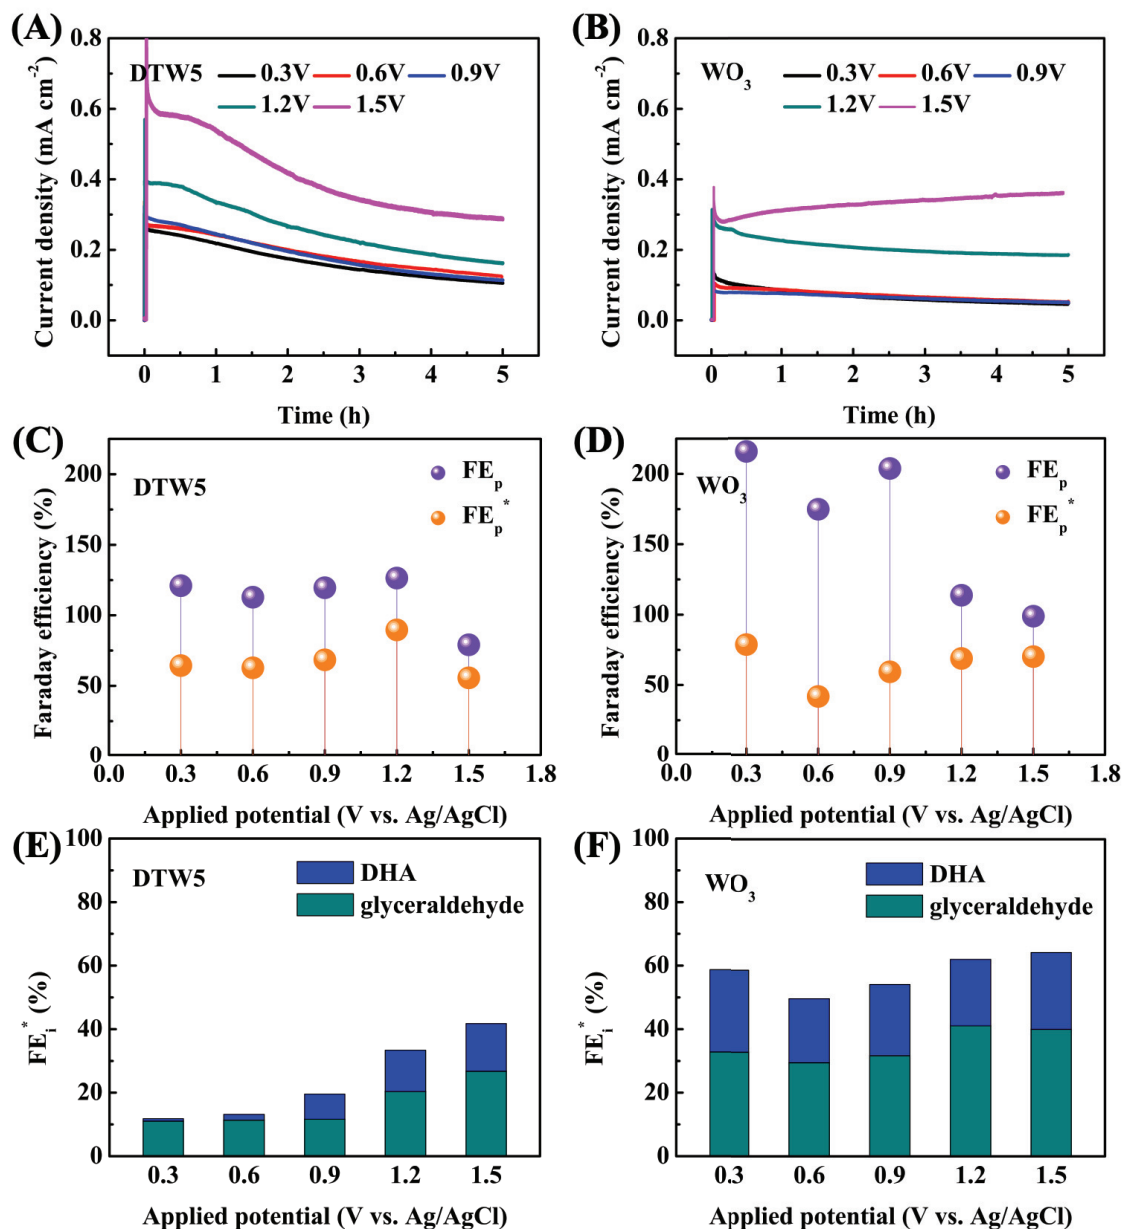 (A)
DTW5
0.3V 0.6V 0.9V
1.2V 1.5V
Current density (mA cm⁻²)
0.8
0.6
0.4
0.2
0.0
0 1 2 3 4 5
Time (h)
(B)
WO₃
0.3V 0.6V 0.9V
1.2V 1.5V
Current density (mA cm⁻²)
0.8
0.6
0.4
0.2
0.0
0 1 2 3 4 5
Time (h)
(C)
DTW5
FEₚ
FEₚ*
Faraday efficiency (%)
200
150
100
50
0
0.0 0.3 0.6 0.9 1.2 1.5 1.8
Applied potential (V vs. Ag/AgCl)
(D)
WO₃
FEₚ
FEₚ*
Faraday efficiency (%)
200
150
100
50
0
0.0 0.3 0.6 0.9 1.2 1.5 1.8
Applied potential (V vs. Ag/AgCl)
(E)
DTW5
DHA
glyceraldehyde
FEᵢ* (%)
100
80
60
40
20
0
0.3 0.6 0.9 1.2 1.5
Applied potential (V vs. Ag/AgCl)
(F)
WO₃
DHA
glyceraldehyde
FEᵢ* (%)
100
80
60
40
20
0
0.3 0.6 0.9 1.2 1.5
Applied potential (V vs. Ag/AgCl)